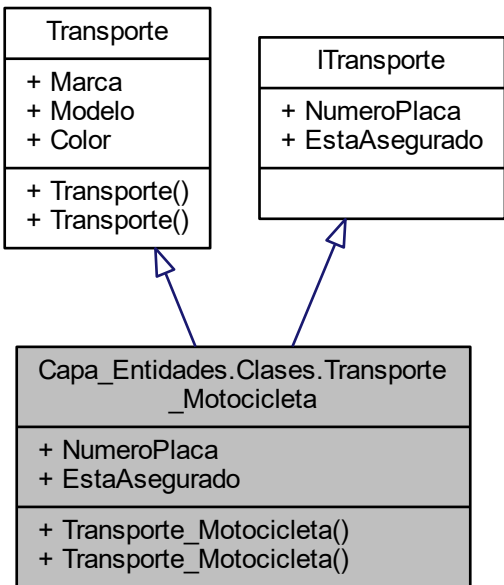 Transporte
+ Marca
+ Modelo
+ Color
+ Transporte()
+ Transporte()
ITransporte
+ NumeroPlaca
+ EstaAsegurado
Capa_Entidades.Clases.Transporte
_Motocicleta
+ NumeroPlaca
+ EstaAsegurado
+ Transporte_Motocicleta()
+ Transporte_Motocicleta()